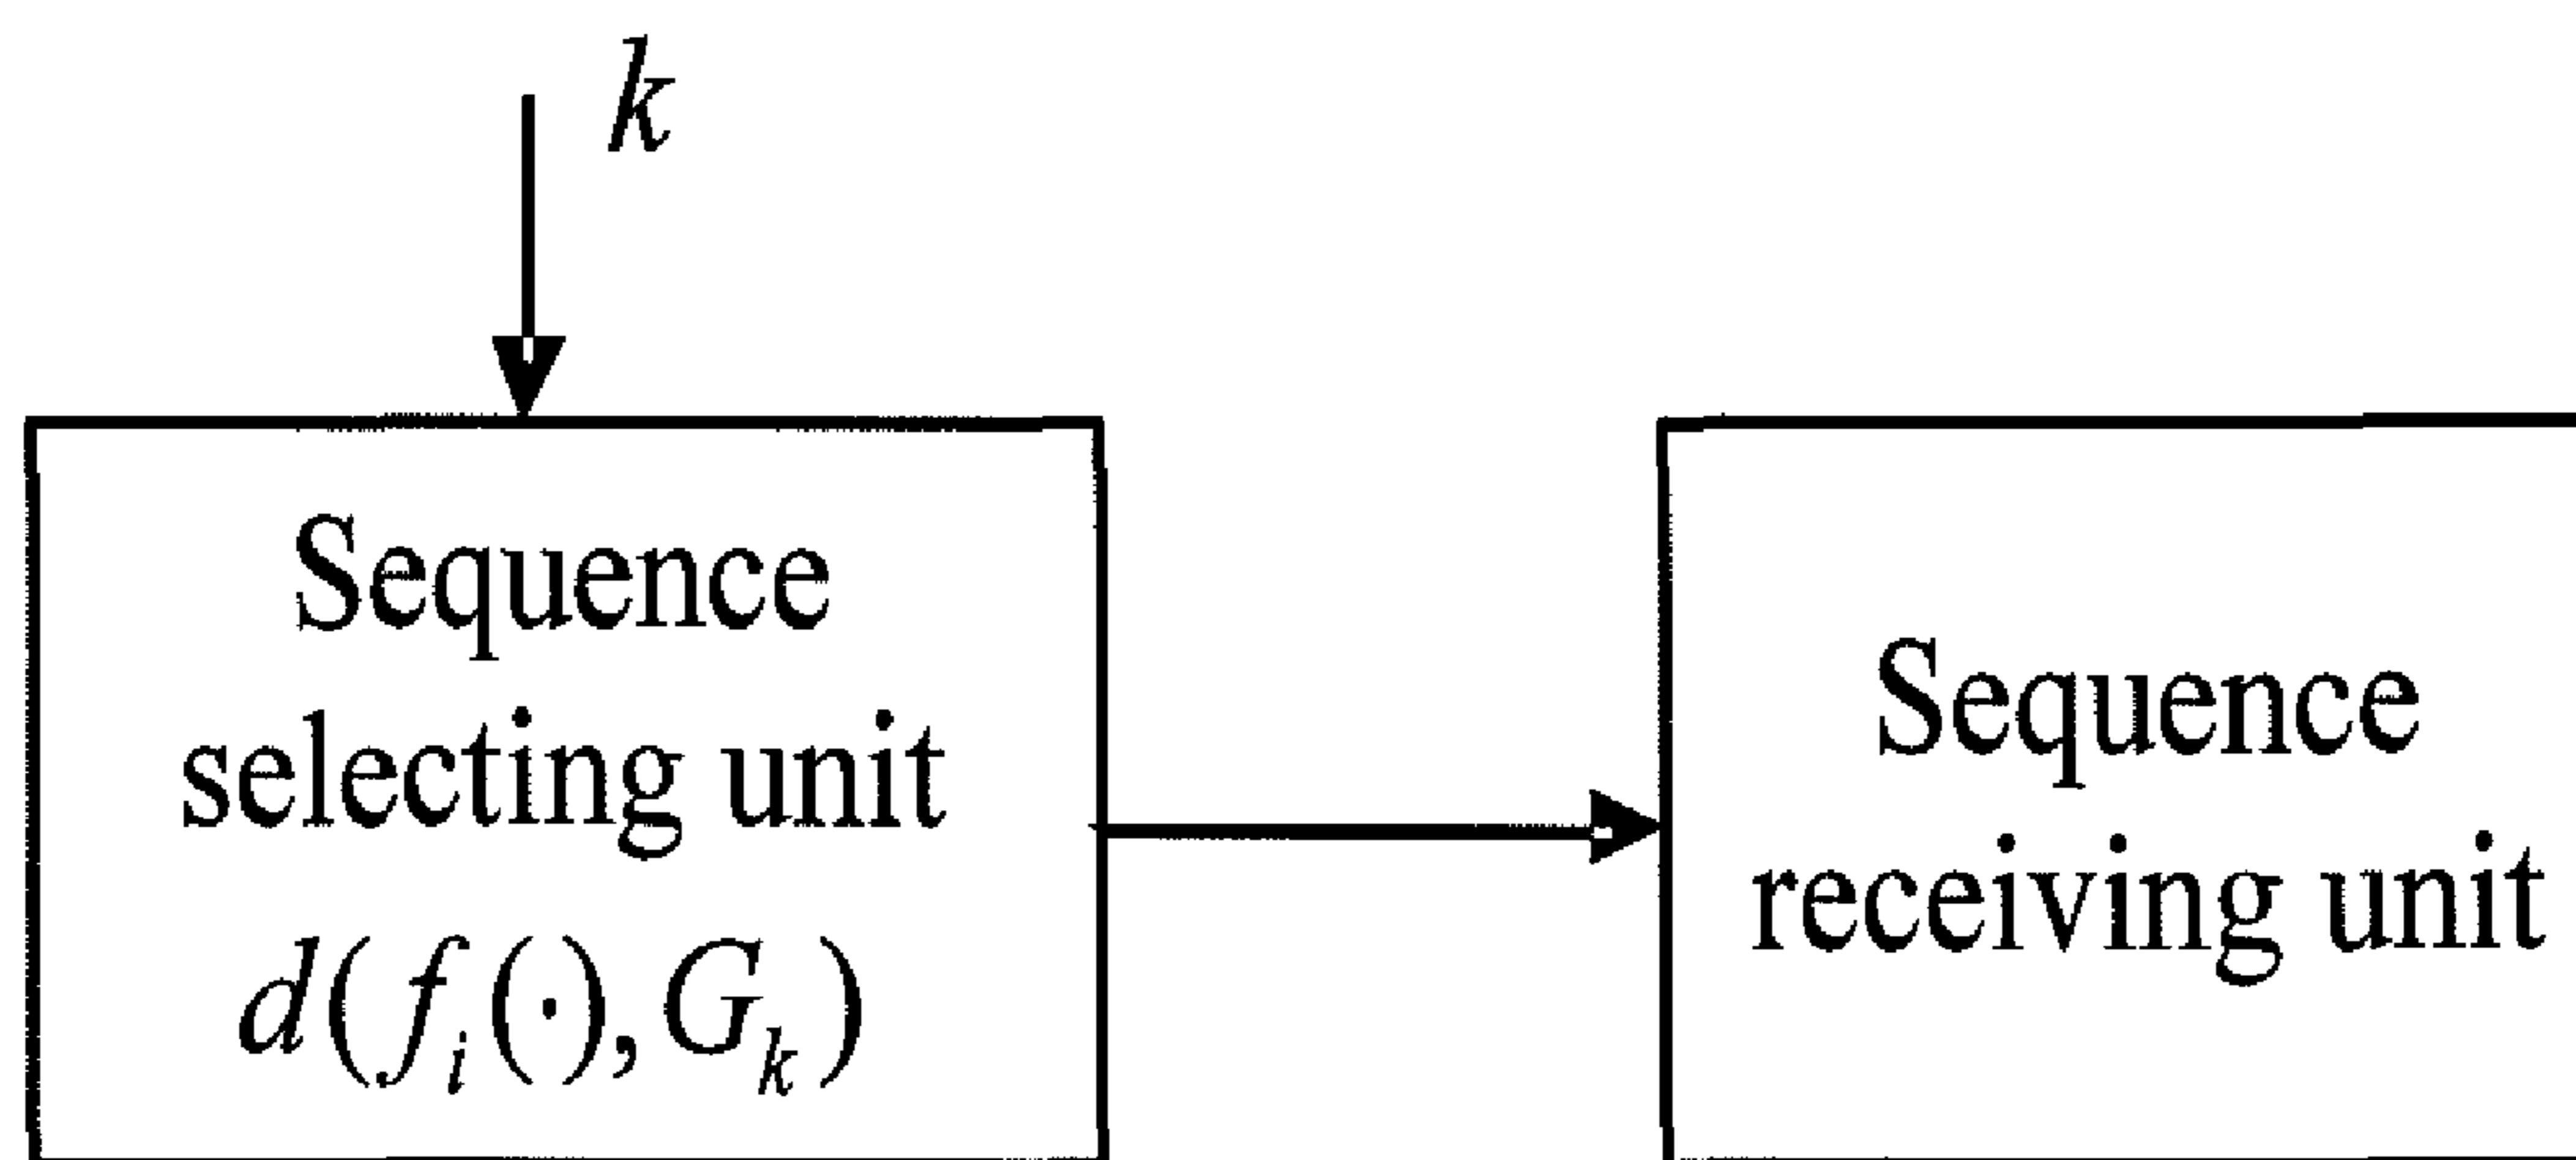 k
Sequence
selecting unit
d(f_i(·), G_k)
Sequence
receiving unit